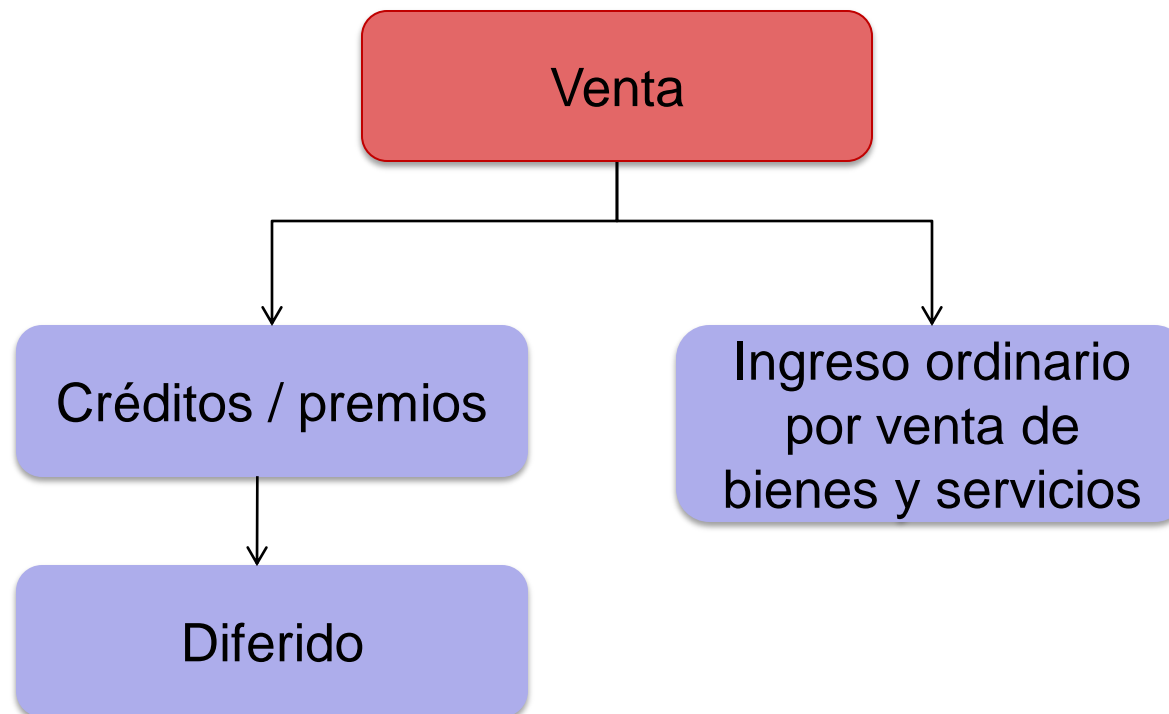 Venta
Créditos / premios
Ingreso ordinario
por venta de
bienes y servicios
Diferido